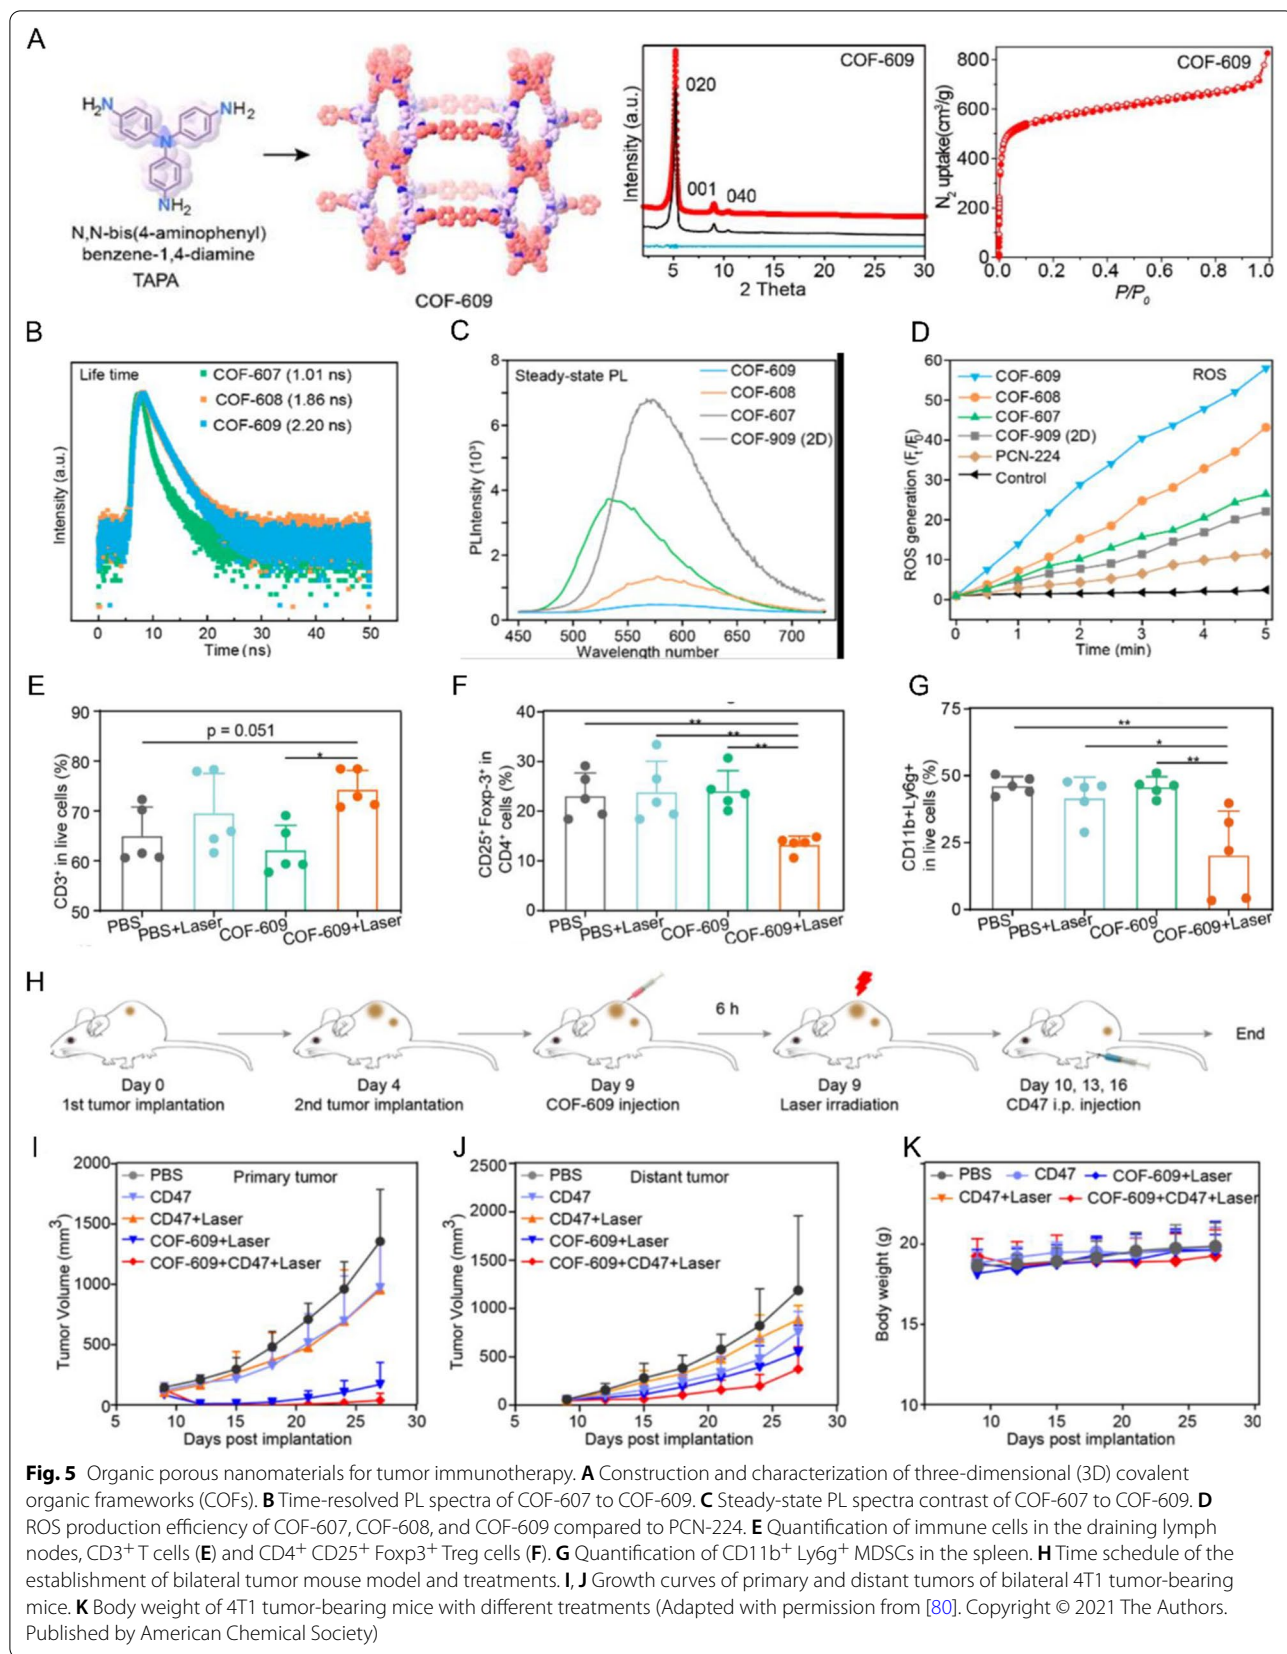 A
H₂N
NH₂
N
NH₂
N,N-bis(4-aminophenyl)
benzene-1,4-diamine
TAPA
COF-609
COF-609
020
001
040
Intensity (a.u.)
5 10 15 20 25 30
2 Theta
COF-609
N₂ uptake(cm³/g)
800
600
400
200
0
0.0 0.2 0.4 0.6 0.8 1.0
P/P₀
B
Life time
COF-607 (1.01 ns)
COF-608 (1.86 ns)
COF-609 (2.20 ns)
Intensity (a.u.)
0 10 20 30 40 50
Time (ns)
C
Steady-state PL
COF-609
COF-608
COF-607
COF-909 (2D)
PLIntensity (10³)
8
6
4
2
0
450 500 550 600 650 700
Wavelength number
D
ROS
COF-609
COF-608
COF-607
COF-909 (2D)
PCN-224
Control
ROS generation (Fₜ/F₀)
60
50
40
30
20
10
0
0 1 2 3 4 5
Time (min)
E
CD3⁺ in live cells (%)
90
80
70
60
50
p = 0.051
*
PBS PBS+Laser COF-609 COF-609+Laser
F
CD25⁺ Foxp-3⁺ in
CD4⁺ cells (%)
40
30
20
10
0
**
**
**
PBS PBS+Laser COF-609 COF-609+Laser
G
CD11b+Ly6g+
in live cells (%)
75
50
25
0
**
*
**
PBS PBS+Laser COF-609 COF-609+Laser
H
6 h
End
Day 0
1st tumor implantation
Day 4
2nd tumor implantation
Day 9
COF-609 injection
Day 9
Laser irradiation
Day 10, 13, 16
CD47 i.p. injection
I
Primary tumor
PBS
CD47
CD47+Laser
COF-609+Laser
COF-609+CD47+Laser
Tumor Volume (mm³)
2000
1500
1000
500
0
5 10 15 20 25 30
Days post implantation
J
Distant tumor
PBS
CD47
CD47+Laser
COF-609+Laser
COF-609+CD47+Laser
Tumor Volume (mm³)
2500
2000
1500
1000
500
0
5 10 15 20 25 30
Days post implantation
K
PBS CD47 COF-609+Laser
CD47+Laser COF-609+CD47+Laser
Body weight (g)
20
15
10
10 15 20 25 30
Days post implantation
Fig. 5 Organic porous nanomaterials for tumor immunotherapy. A Construction and characterization of three-dimensional (3D) covalent
organic frameworks (COFs). B Time-resolved PL spectra of COF-607 to COF-609. C Steady-state PL spectra contrast of COF-607 to COF-609. D
ROS production efficiency of COF-607, COF-608, and COF-609 compared to PCN-224. E Quantification of immune cells in the draining lymph
nodes, CD3⁺ T cells (E) and CD4⁺ CD25⁺ Foxp3⁺ Treg cells (F). G Quantification of CD11b⁺ Ly6g⁺ MDSCs in the spleen. H Time schedule of the
establishment of bilateral tumor mouse model and treatments. I, J Growth curves of primary and distant tumors of bilateral 4T1 tumor-bearing
mice. K Body weight of 4T1 tumor-bearing mice with different treatments (Adapted with permission from [80]. Copyright © 2021 The Authors.
Published by American Chemical Society)